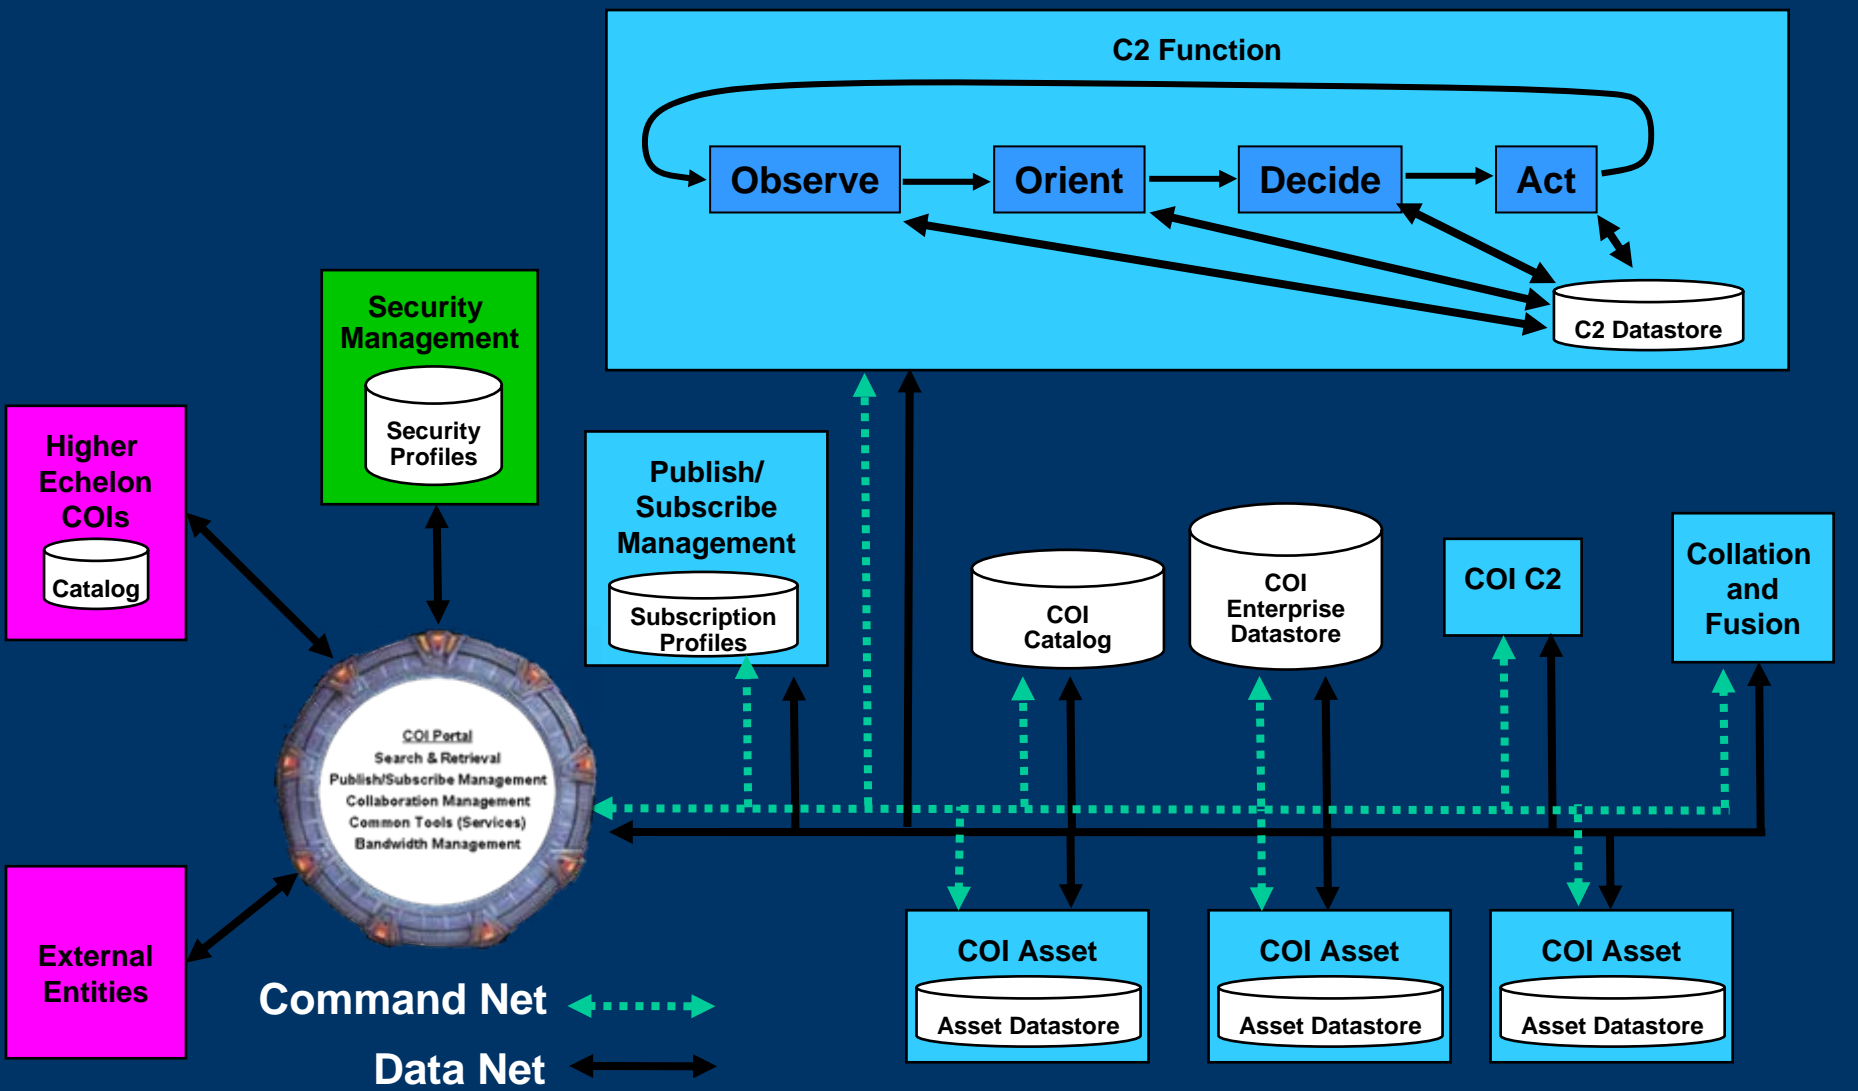 C2 Function
Observe
Orient
Decide
Act
C2 Datastore
Security
Management
Security
Profiles
Higher
Echelon
COIs
Catalog
Publish/
Subscribe
Management
Subscription
Profiles
COI
Catalog
COI
Enterprise
Datastore
COI C2
Collation
and
Fusion
COI Portal
Search & Retrieval
Publish/Subscribe Management
Collaboration Management
Common Tools (Services)
Bandwidth Management
External
Entities
COI Asset
Asset Datastore
COI Asset
Asset Datastore
COI Asset
Asset Datastore
Command Net
Data Net